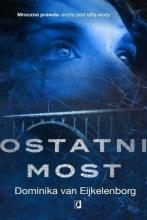 Mroczna prawda ukryta pod taflą wody
OSTATNI
MOST
Dominika van Eijkelenborg